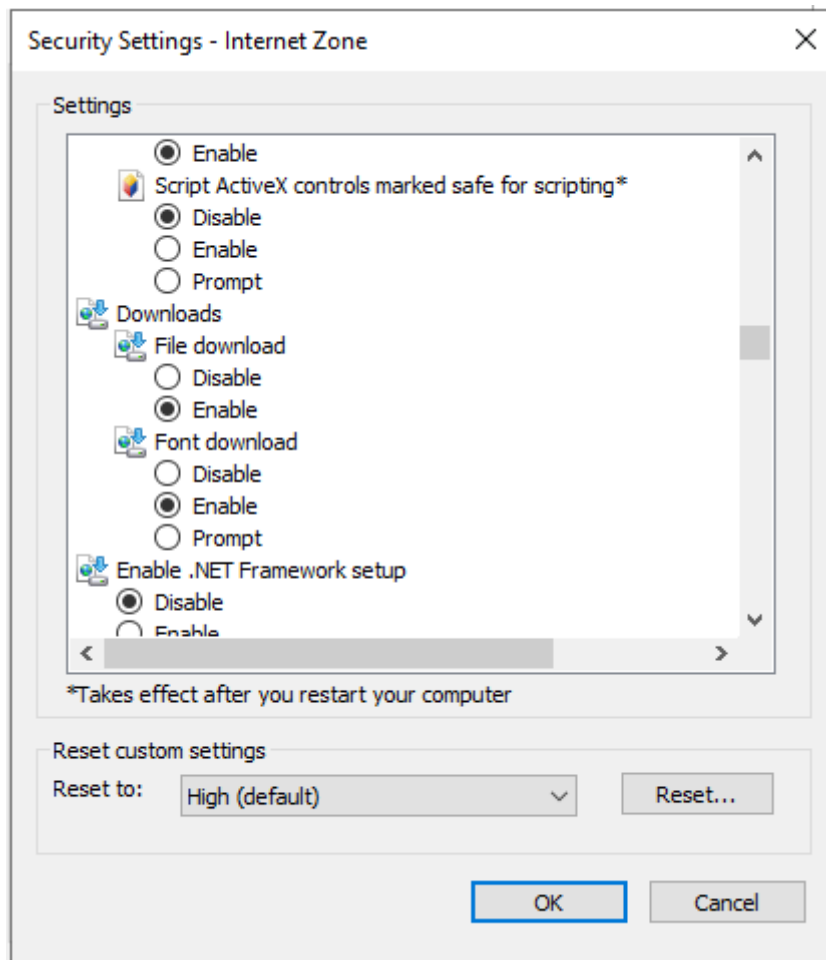 Security Settings - Internet Zone
Settings
Enable
Script ActiveX controls marked safe for scripting*
Disable
Enable
Prompt
Downloads
File download
Disable
Enable
Font download
Disable
Enable
Prompt
Enable .NET Framework setup
Disable
Enable
*Takes effect after you restart your computer
Reset custom settings
Reset to:
High (default)
Reset...
OK
Cancel